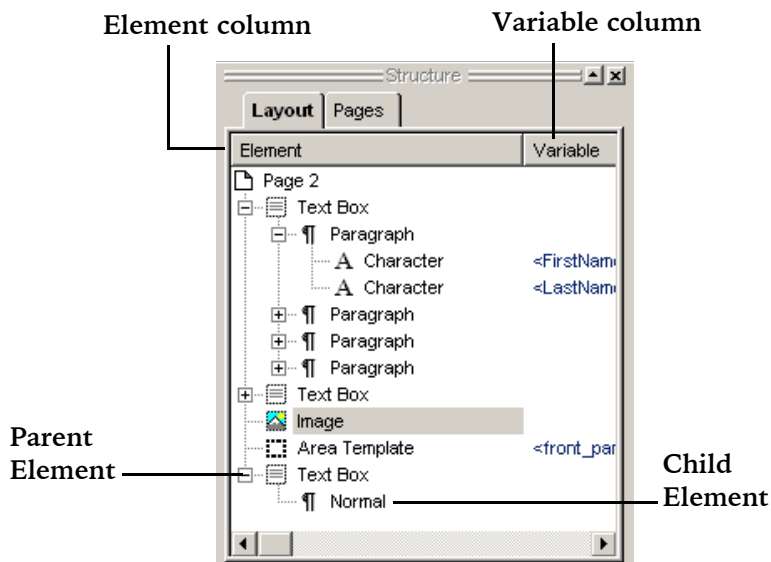 Element column
Variable column
Structure
Layout
Pages
Element
Variable
Page 2
Text Box
Paragraph
A Character <FirstNam
A Character <LastNam
Paragraph
Paragraph
Paragraph
Text Box
Image
Area Template <front_par
Text Box
Normal
Parent
Element
Child
Element